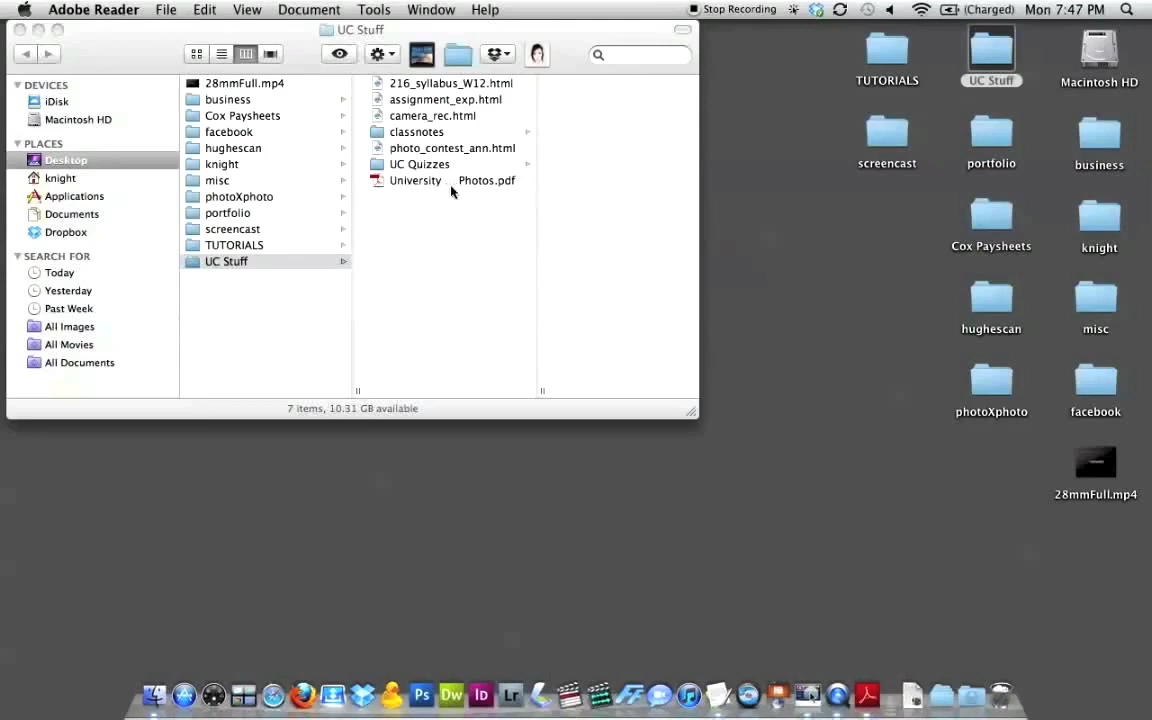 Adobe Reader File Edit View Document Tools Window Help Stop Recording (Charged) Mon 7:47 PM
UC Stuff
DEVICES
iDisk
Macintosh HD
PLACES
Desktop
knight
Applications
Documents
Dropbox
SEARCH FOR
Today
Yesterday
Past Week
All Images
All Movies
All Documents
28mmFull.mp4
business
Cox Paysheets
facebook
hughescan
knight
misc
photoXphoto
portfolio
screencast
TUTORIALS
UC Stuff
216_syllabus_W12.html
assignment_exp.html
camera_rec.html
classnotes
photo_contest_ann.html
UC Quizzes
University ... Photos.pdf
7 items, 10.31 GB available
TUTORIALS
UC Stuff
Macintosh HD
screencast
portfolio
business
Cox Paysheets
knight
hughescan
misc
photoXphoto
facebook
28mmFull.mp4
Ps Dw Id Lr